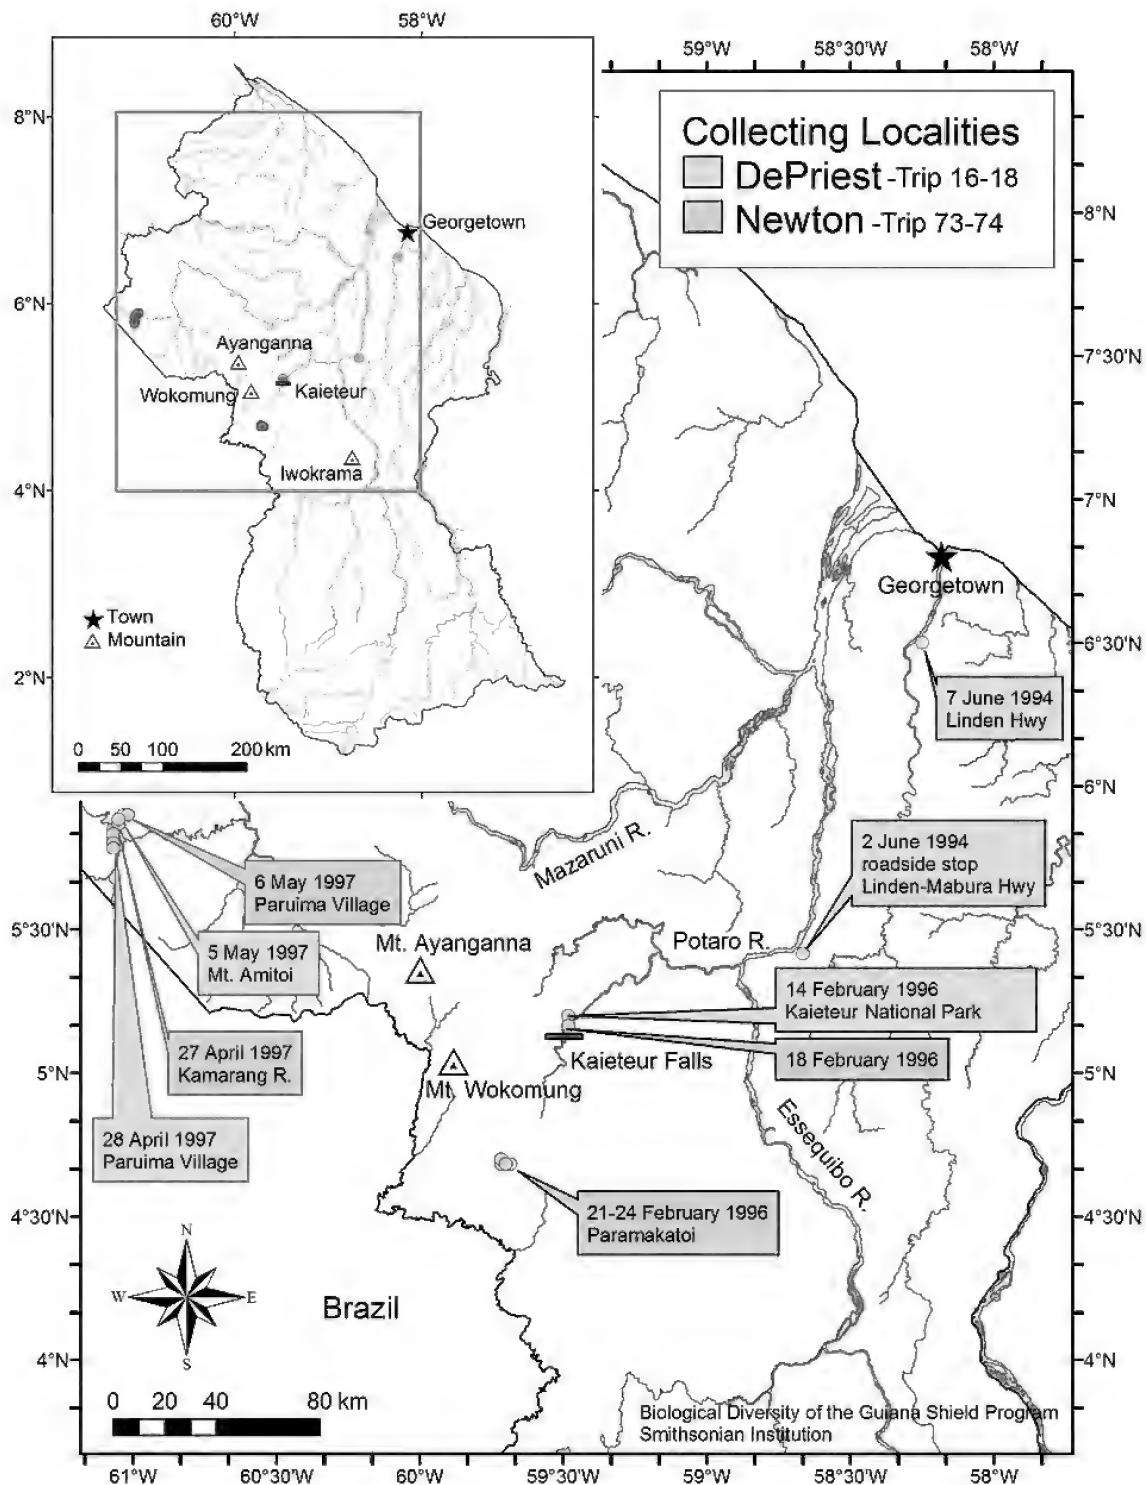 60°W 58°W
59°W 58°30'W 58°W
8°N
6°N
4°N
2°N
Georgetown
Ayanganna
Wokomung
Kaieteur
Iwokrama
Town
Mountain
0 50 100 200 km
Collecting Localities
DePriest -Trip 16-18
Newton -Trip 73-74
8°N
7°30'N
7°N
6°30'N
6°N
5°30'N
5°N
4°30'N
4°N
Georgetown
7 June 1994
Linden Hwy
Mazaruni R.
2 June 1994
roadside stop
Linden-Mabura Hwy
6 May 1997
Paruima Village
5°30'N
Mt. Ayanganna
Potaro R.
5 May 1997
Mt. Amitoi
14 February 1996
Kaieteur National Park
27 April 1997
Kamarang R.
Kaieteur Falls
18 February 1996
5°N
Mt. Wokomung
Essequibo R.
28 April 1997
Paruima Village
21-24 February 1996
Paramakatoi
4°30'N
N
W E
S
Brazil
4°N
0 20 40 80 km
Biological Diversity of the Guiana Shield Program
Smithsonian Institution
61°W 60°30'W 60°W 59°30'W 59°W 58°30'W 58°W